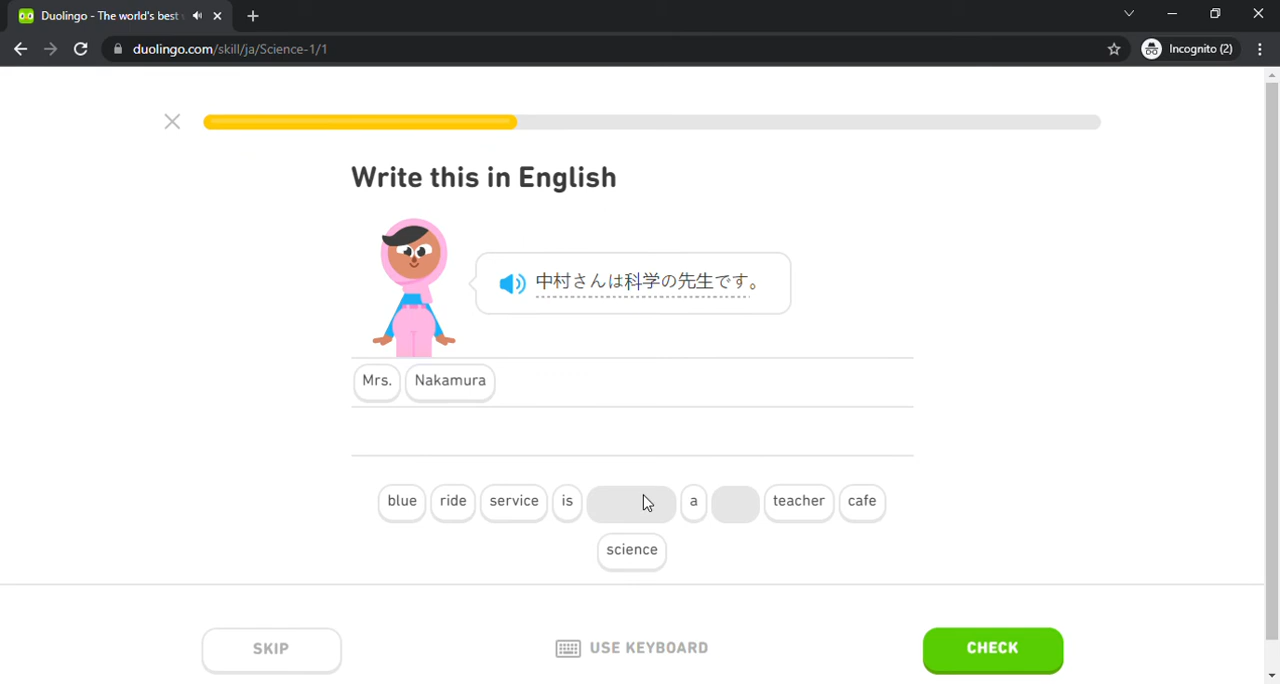 Duolingo - The world's best
duolingo.com/skill/ja/Science-1/1
Incognito (2)
Write this in English
中村さんは科学の先生です。
Mrs. Nakamura
blue ride service is a teacher cafe
science
SKIP
USE KEYBOARD
CHECK